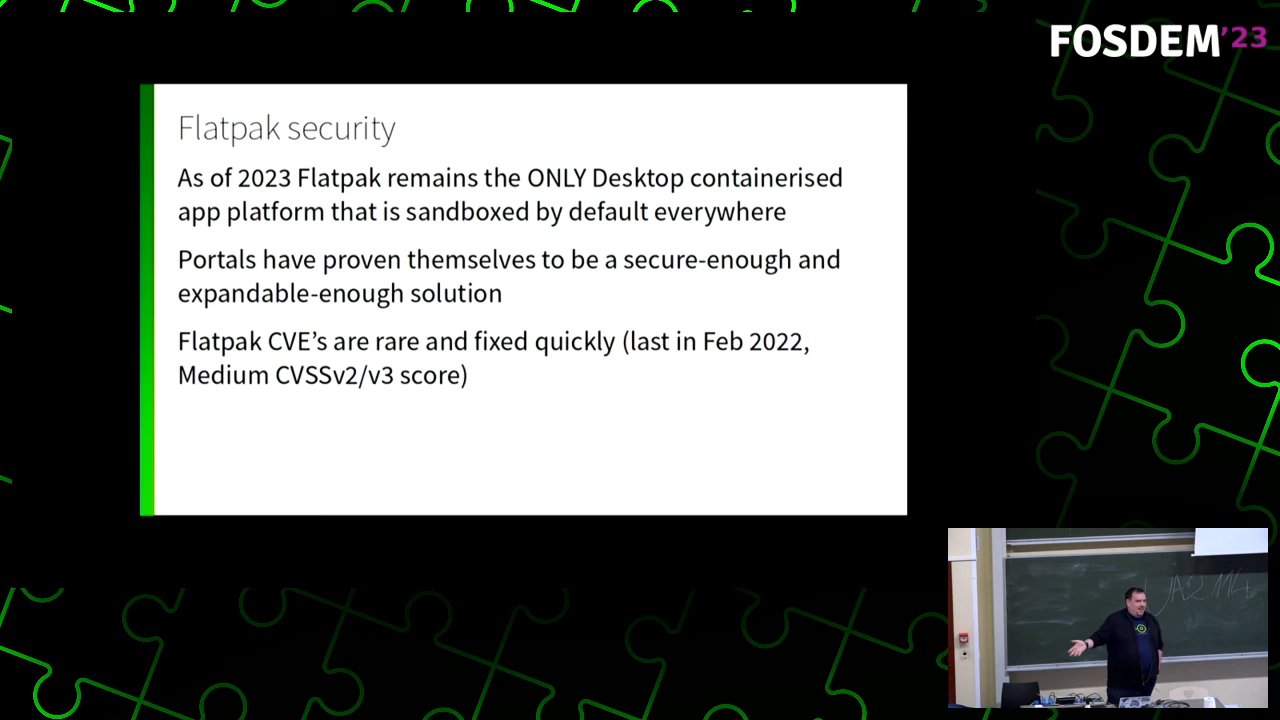 FOSDEM'23
Flatpak security
As of 2023 Flatpak remains the ONLY Desktop containerised
app platform that is sandboxed by default everywhere
Portals have proven themselves to be a secure-enough and
expandable-enough solution
Flatpak CVE’s are rare and fixed quickly (last in Feb 2022,
Medium CVSSv2/v3 score)